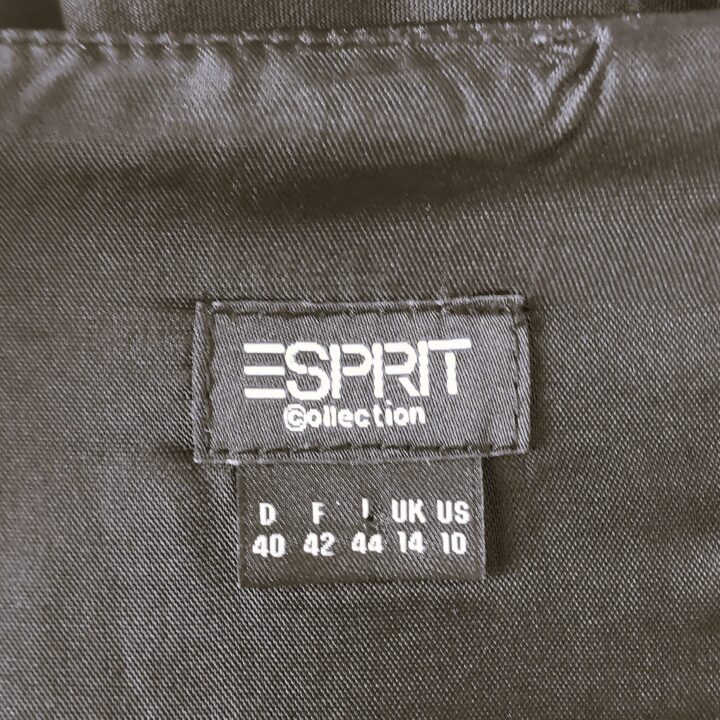 ESPRIT
Collection
D F I UK US
40 42 44 14 10